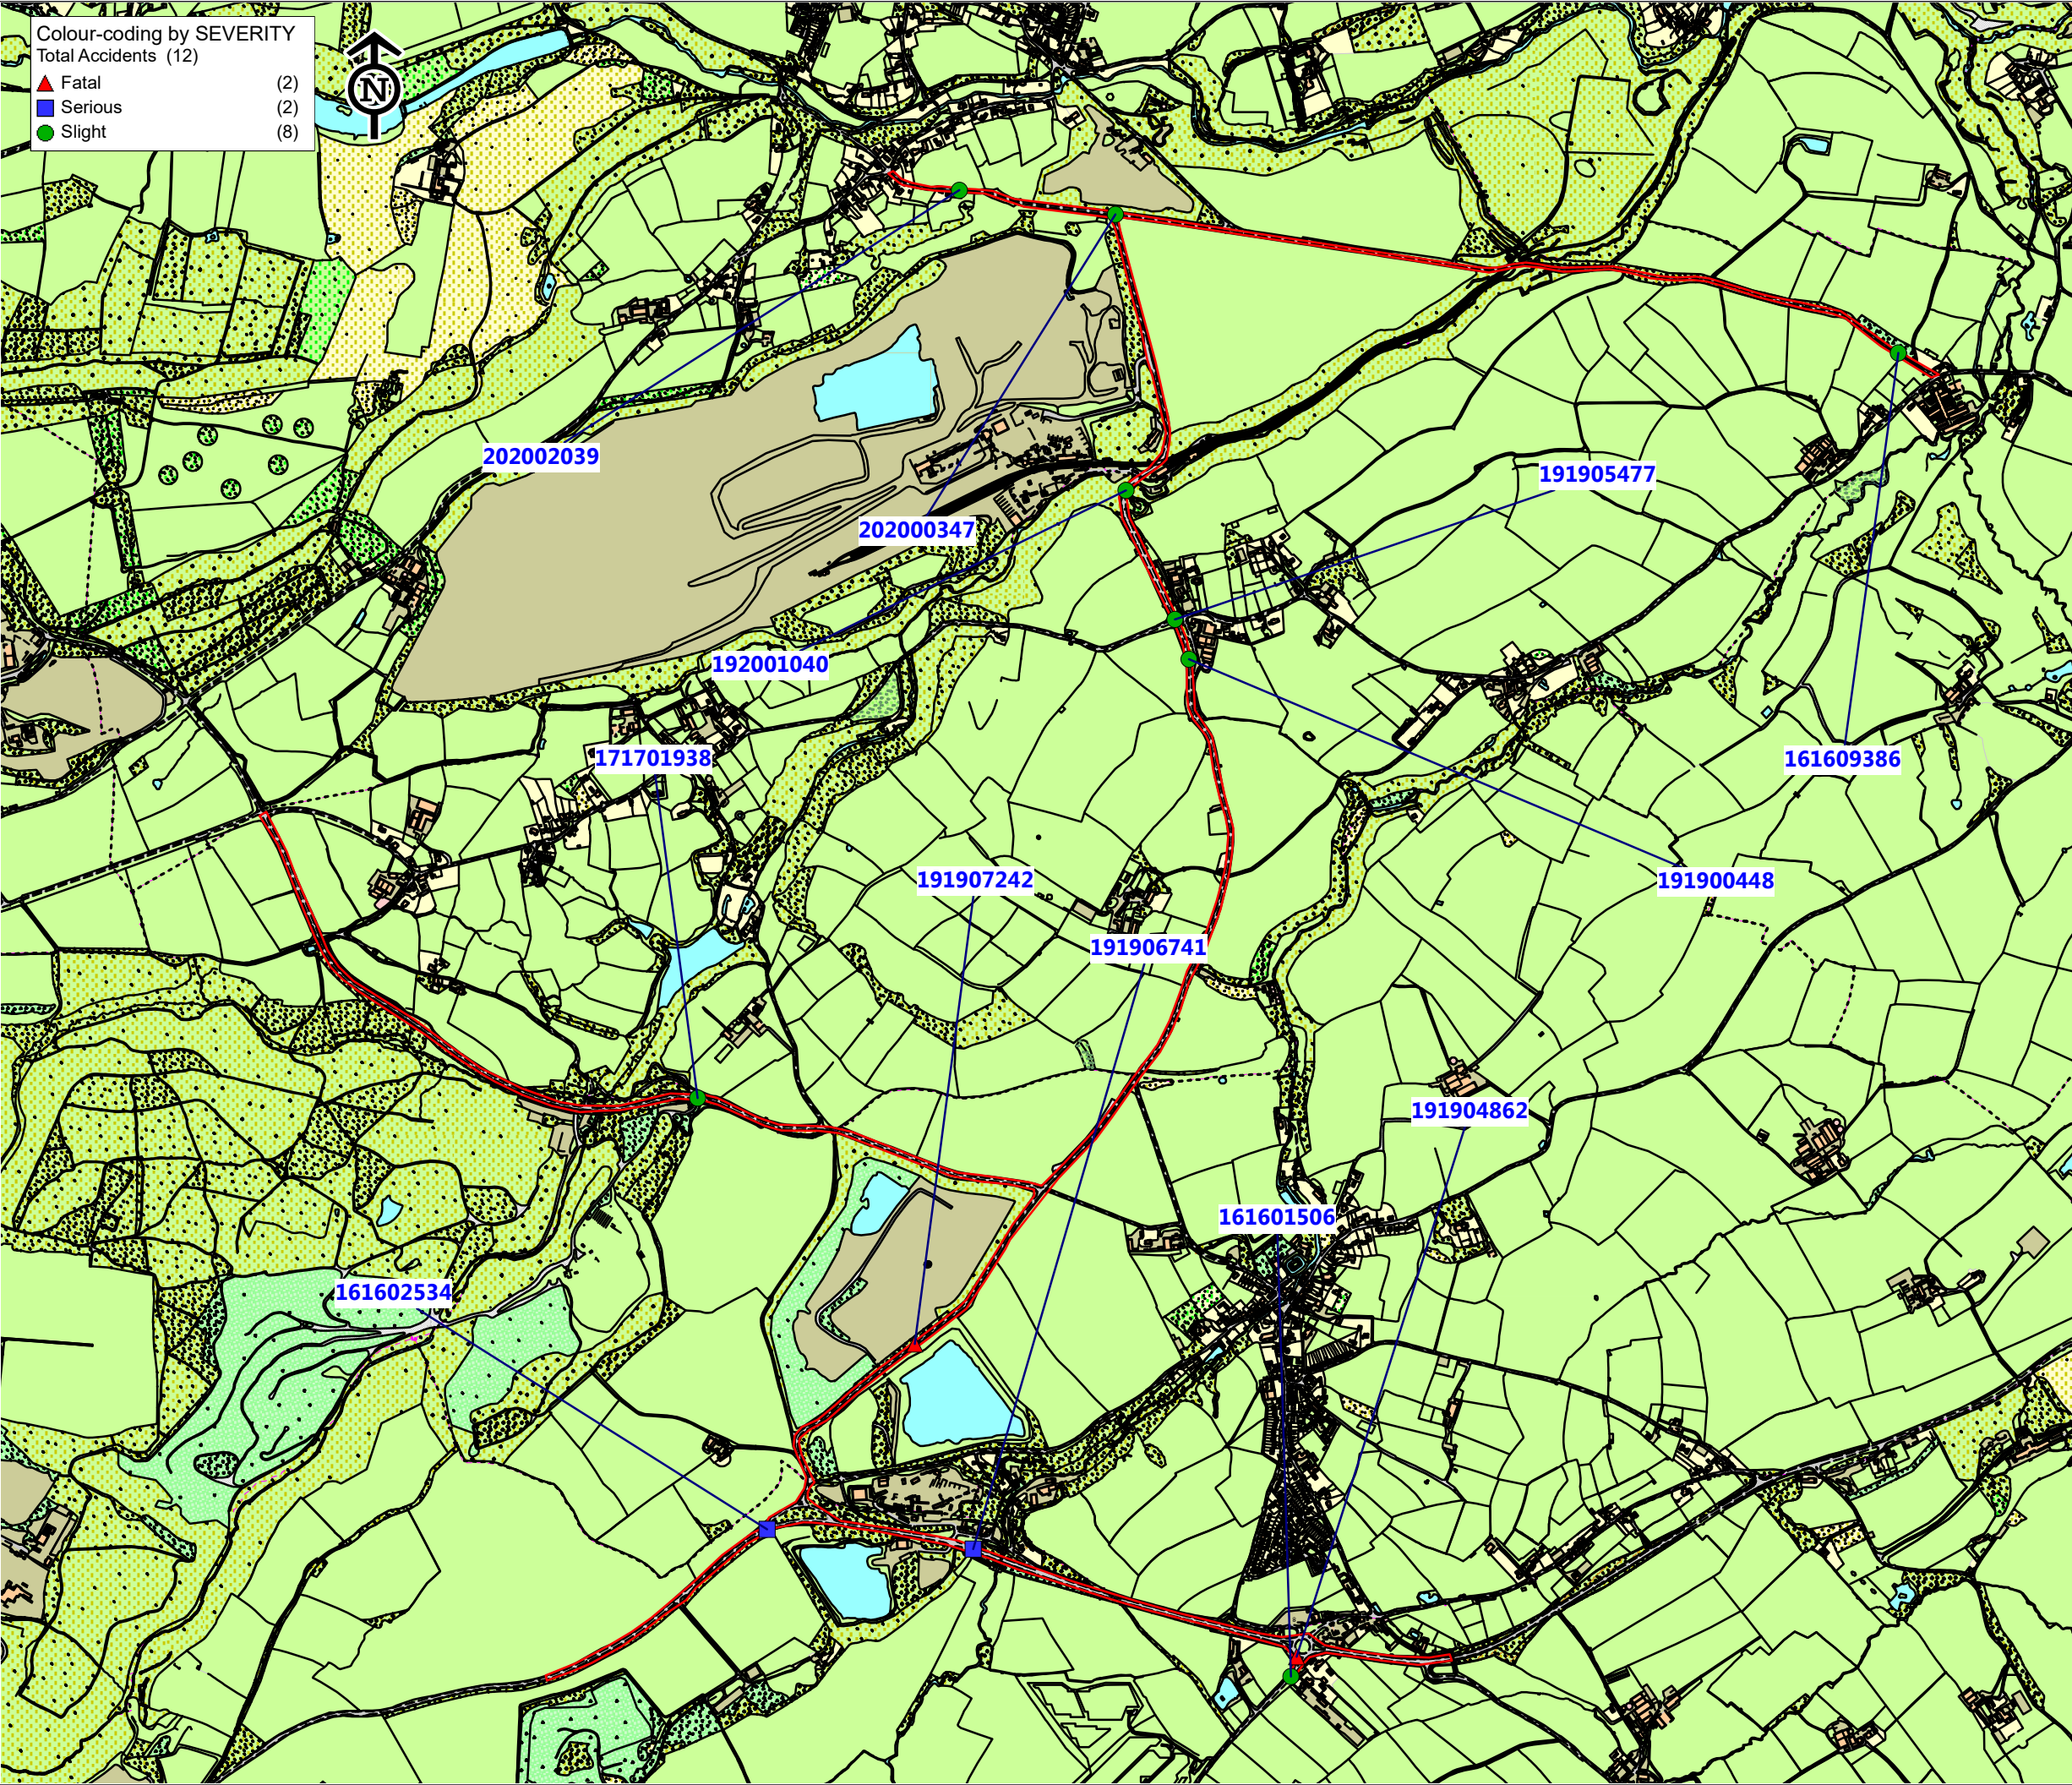 Colour-coding by SEVERITY
Total Accidents (12)
Fatal (2)
Serious (2)
Slight (8)
N
202002039
191905477
202000347
192001040
171701938
161609386
191907242
191900448
191906741
191904862
161601506
161602534